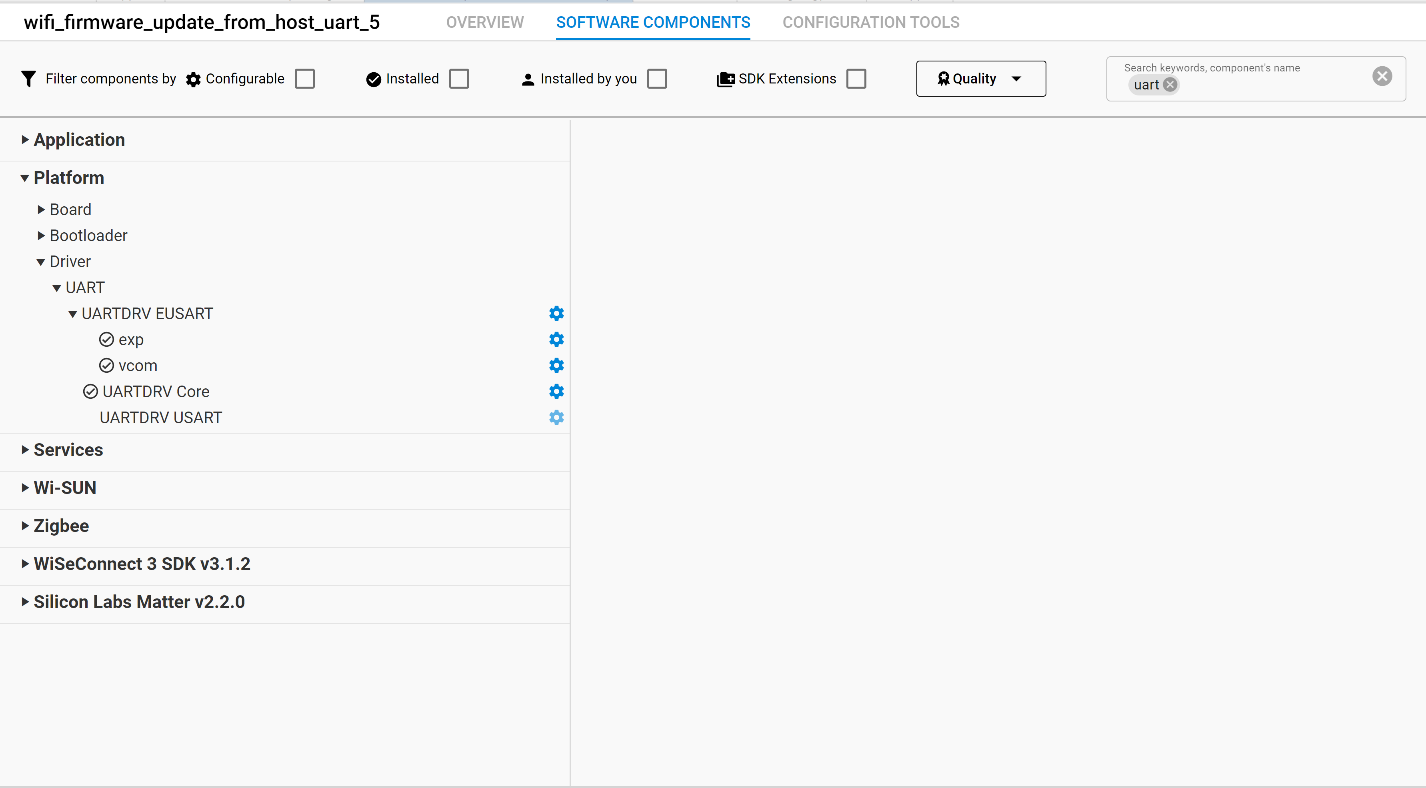 wifi_firmware_update_from_host_uart_5 OVERVIEW SOFTWARE COMPONENTS CONFIGURATION TOOLS
Filter components by Configurable Installed Installed by you SDK Extensions Quality
Search keywords, component's name
uart
Application
Platform
Board
Bootloader
Driver
UART
UARTDRV EUSART
exp
vcom
UARTDRV Core
UARTDRV USART
Services
Wi-SUN
Zigbee
WiSeConnect 3 SDK v3.1.2
Silicon Labs Matter v2.2.0